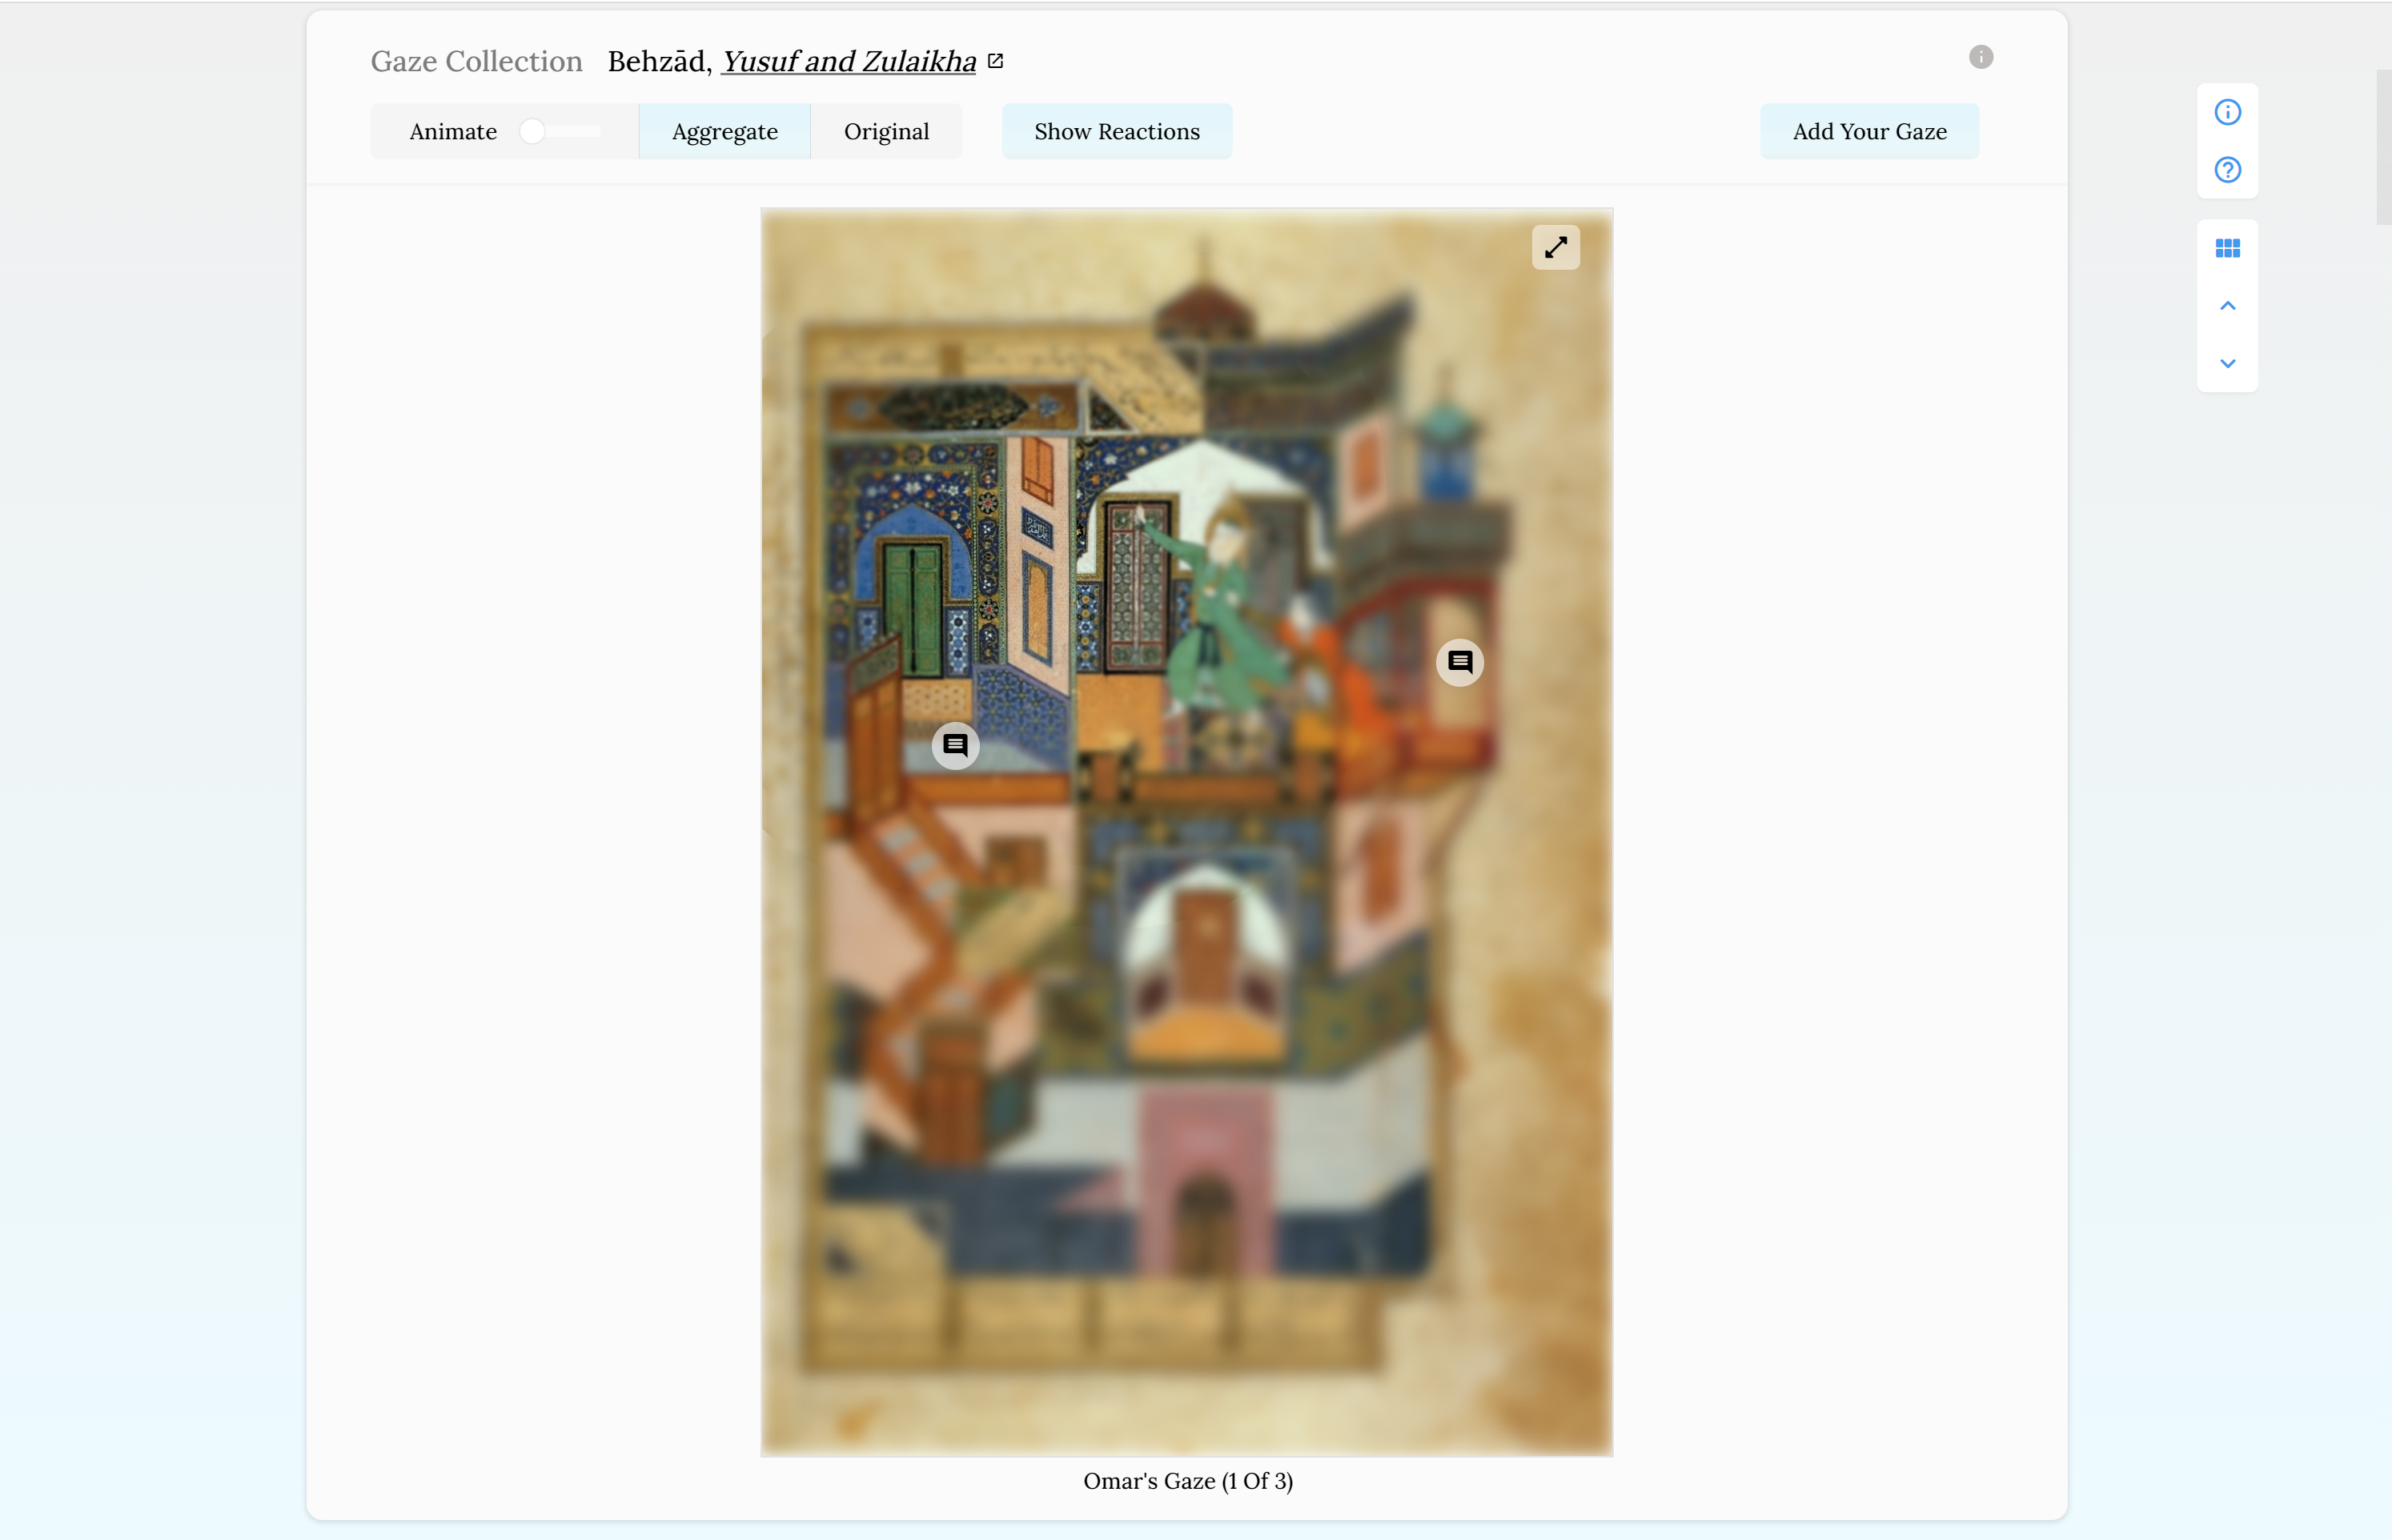 Gaze Collection Behzād, Yusuf and Zulaikha
Animate Aggregate Original Show Reactions Add Your Gaze
Omar's Gaze (1 Of 3)